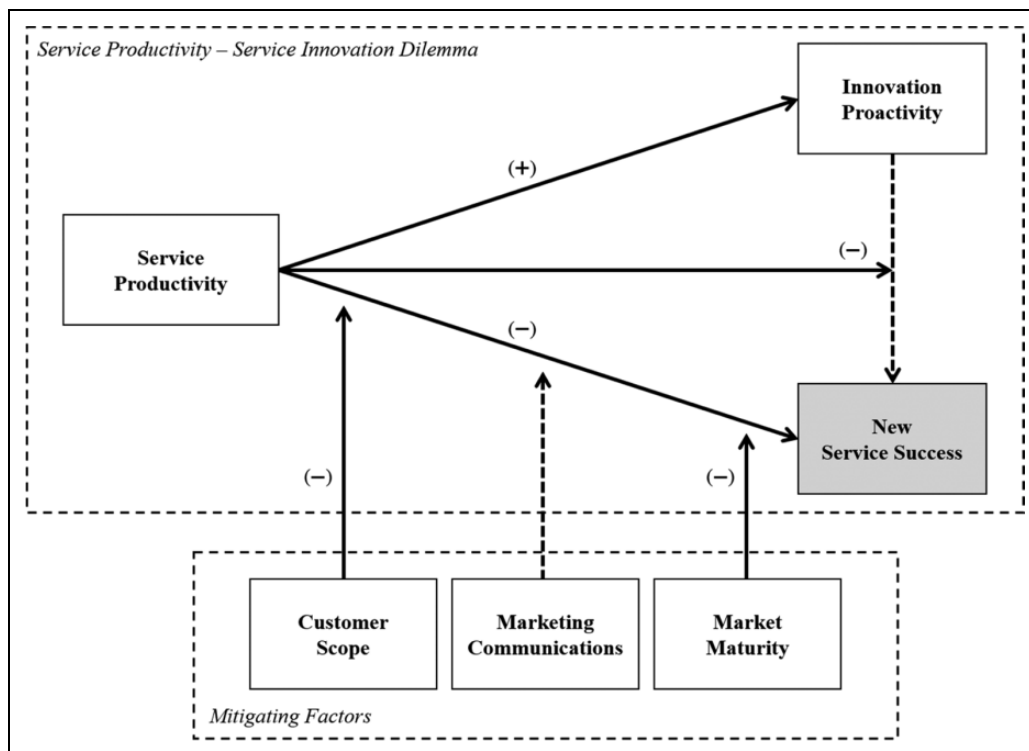 Service Productivity – Service Innovation Dilemma
Innovation
Proactivity
(+)
Service
Productivity
(−)
(−)
New
Service Success
(−)
(−)
Customer
Scope
Marketing
Communications
Market
Maturity
Mitigating Factors